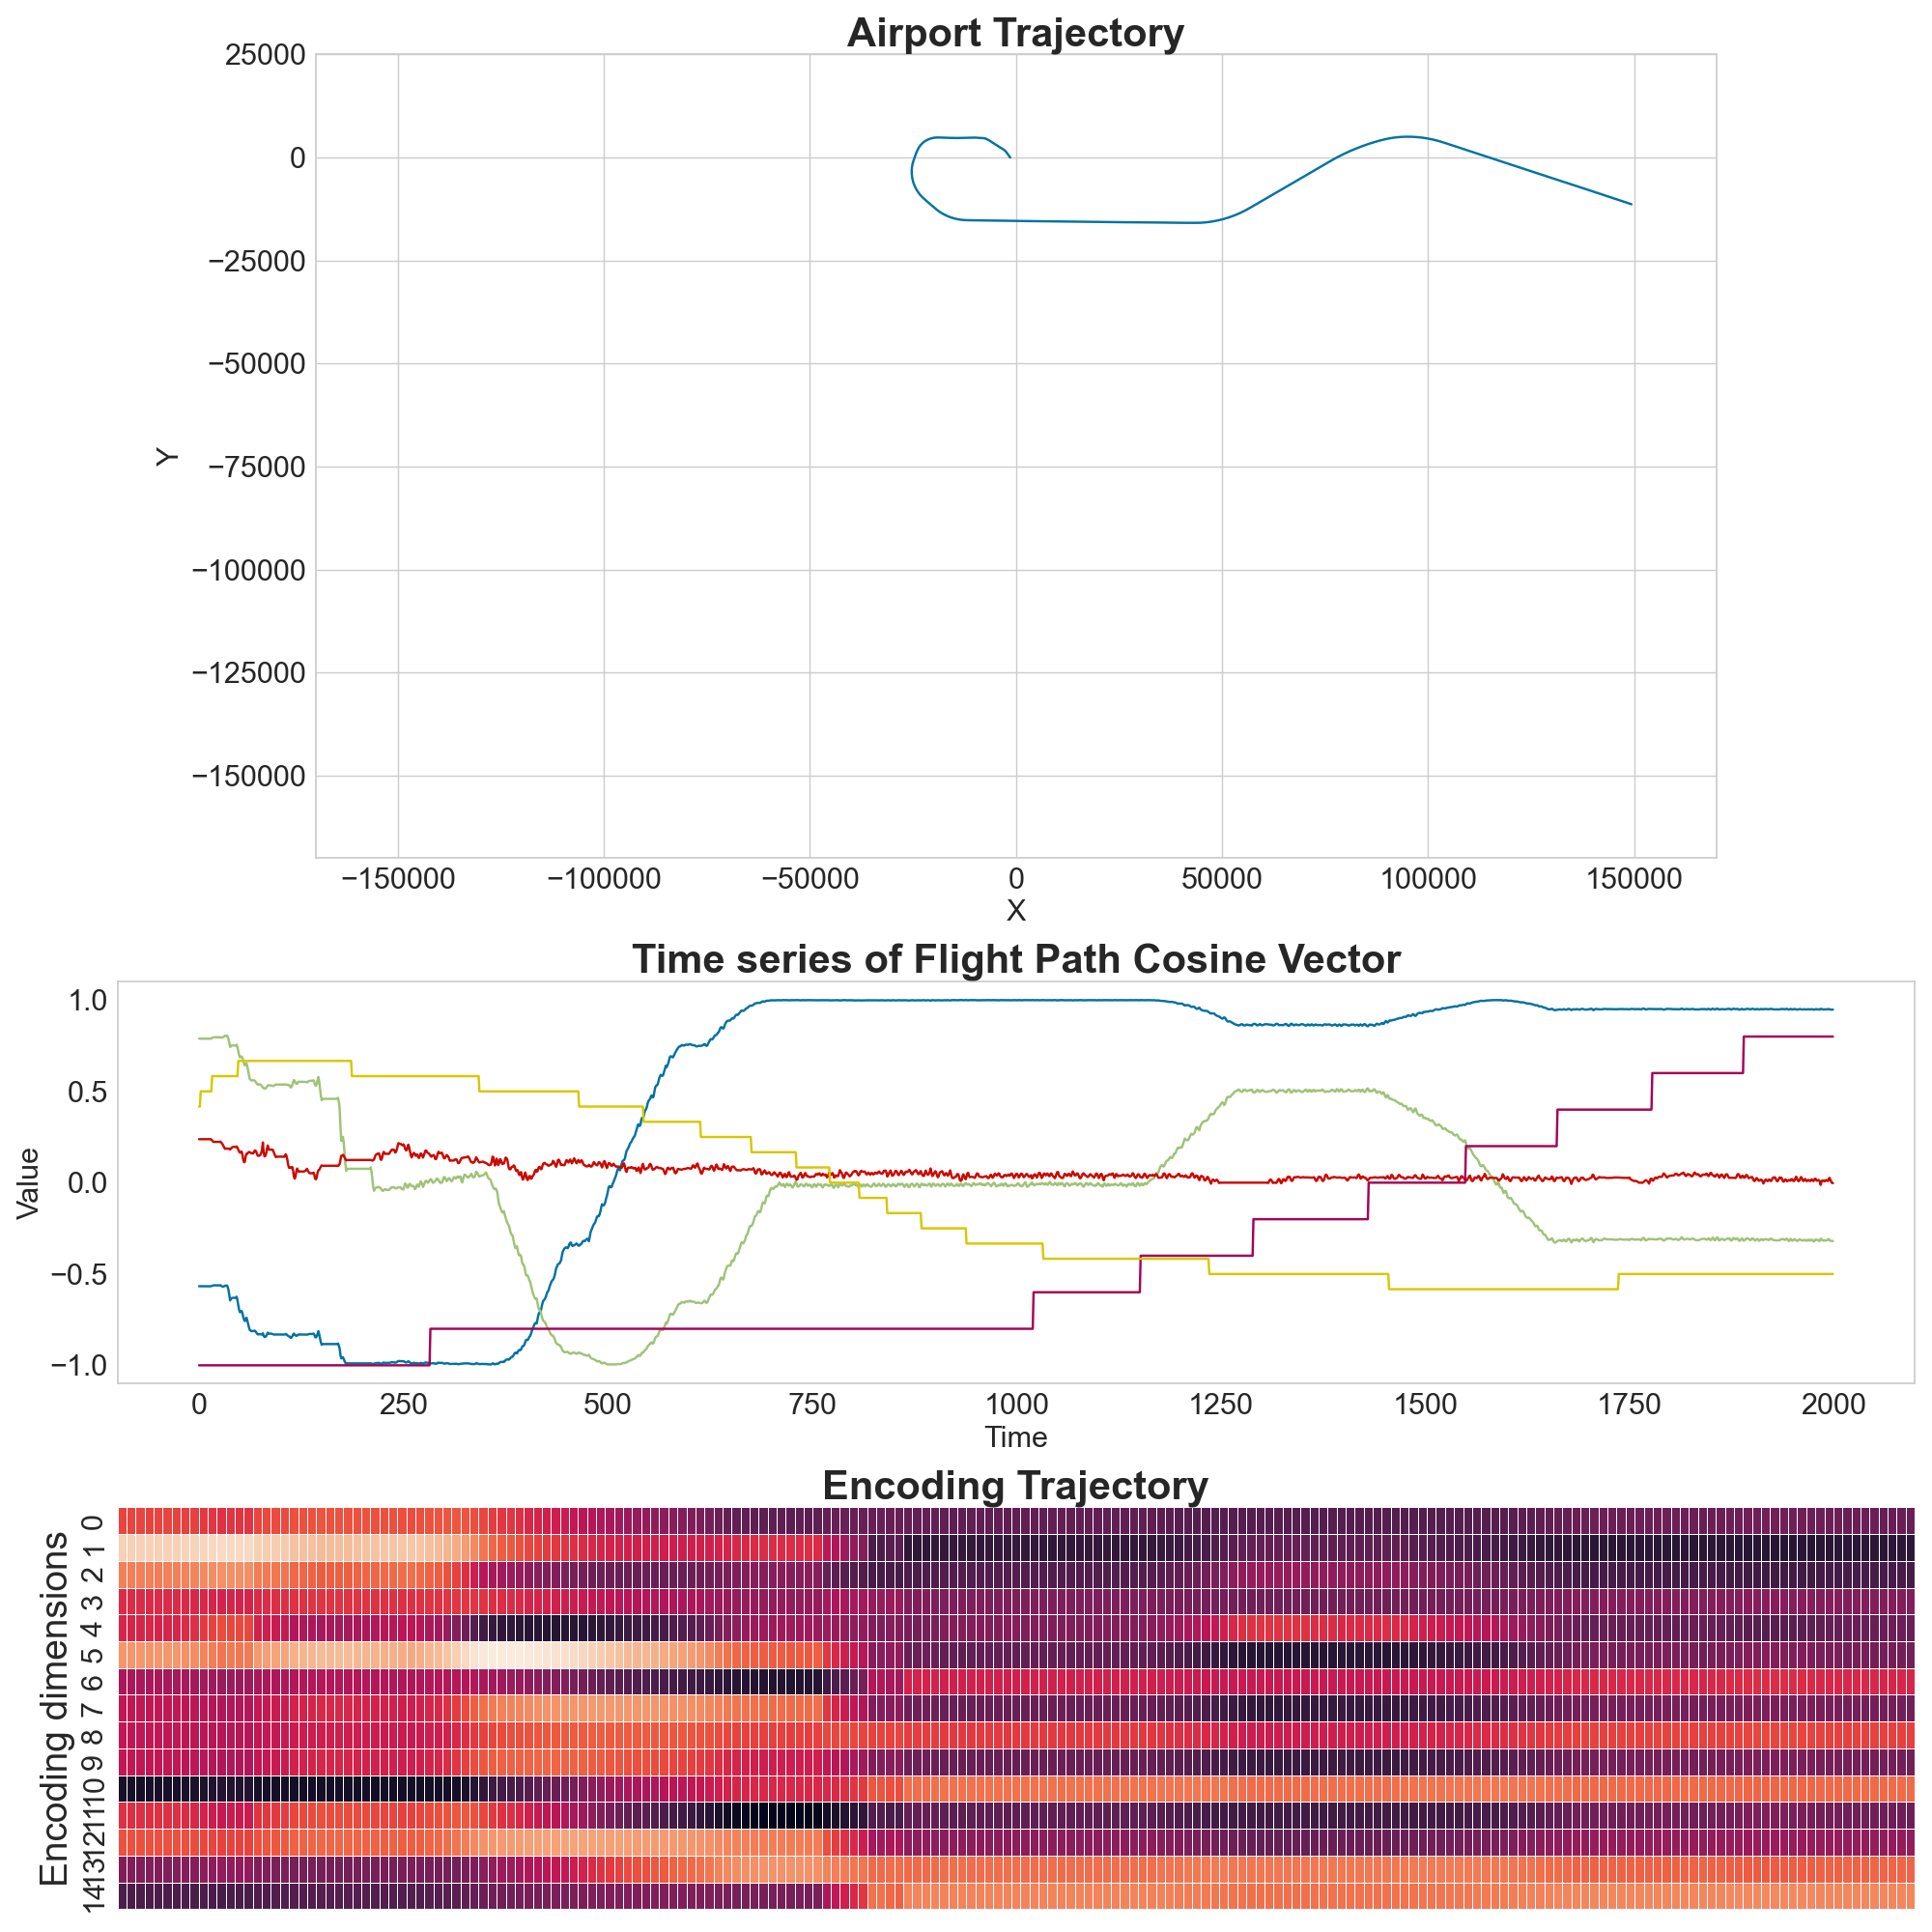 Airport Trajectory
25000
0
−25000
−50000
−75000
−100000
−125000
−150000
Y
−150000 −100000 −50000 0 50000 100000 150000
X
Time series of Flight Path Cosine Vector
1.0
0.5
0.0
−0.5
−1.0
Value
0 250 500 750 1000 1250 1500 1750 2000
Time
Encoding Trajectory
Encoding dimensions
0
1
2
3
4
5
6
7
8
9
10
11
12
13
14